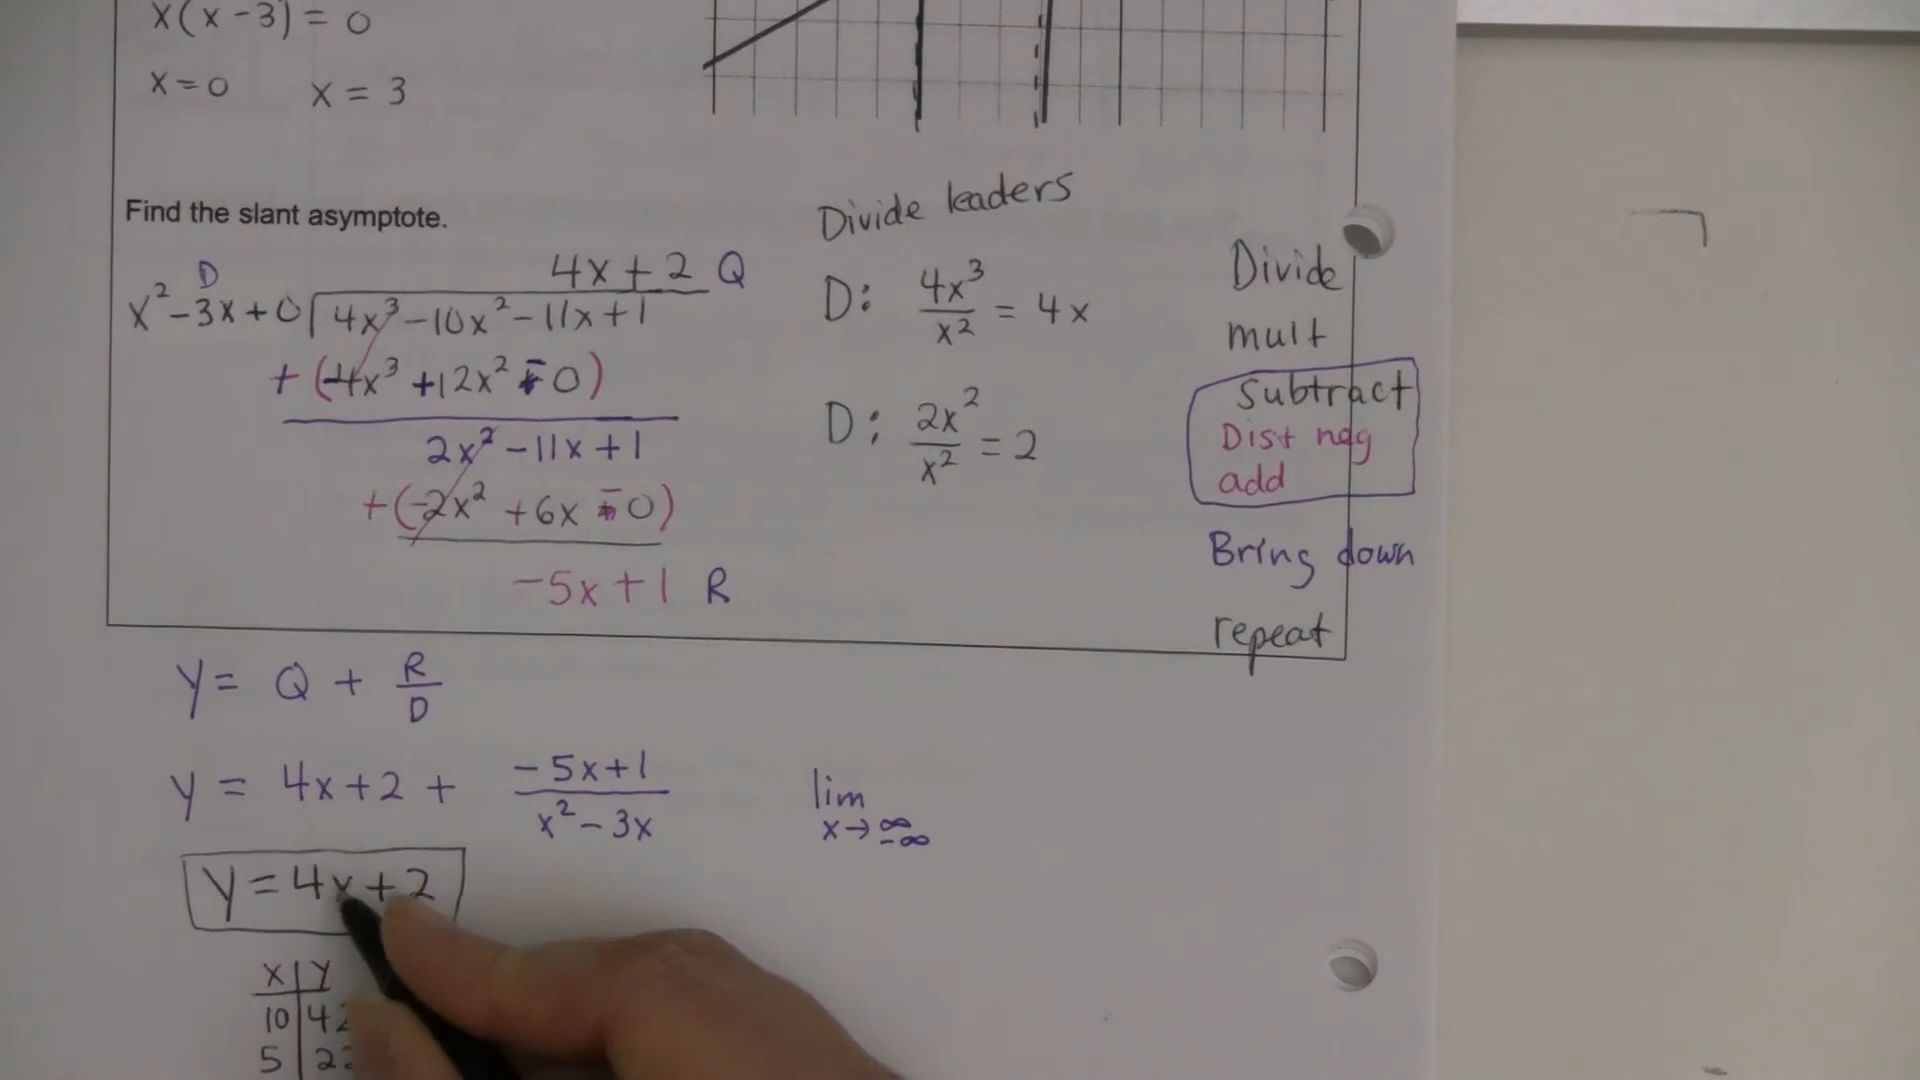 x(x-3) = 0
x=0 x = 3
Find the slant asymptote.
D
4x+2 Q
x²-3x+0 4x³-10x²-11x+1
+(-4x³+12x²-0)
2x²-11x+1
+(-2x²+6x-0)
-5x+1 R
Divide leaders
D: 4x³/x² = 4x
D: 2x²/x² = 2
Divide
mult
Subtract
Dist neg
add
Bring down
repeat
y = Q + R/D
y = 4x+2 + -5x+1/x²-3x
lim x→∞ -∞
y = 4x+2
x y
10 42
5 22